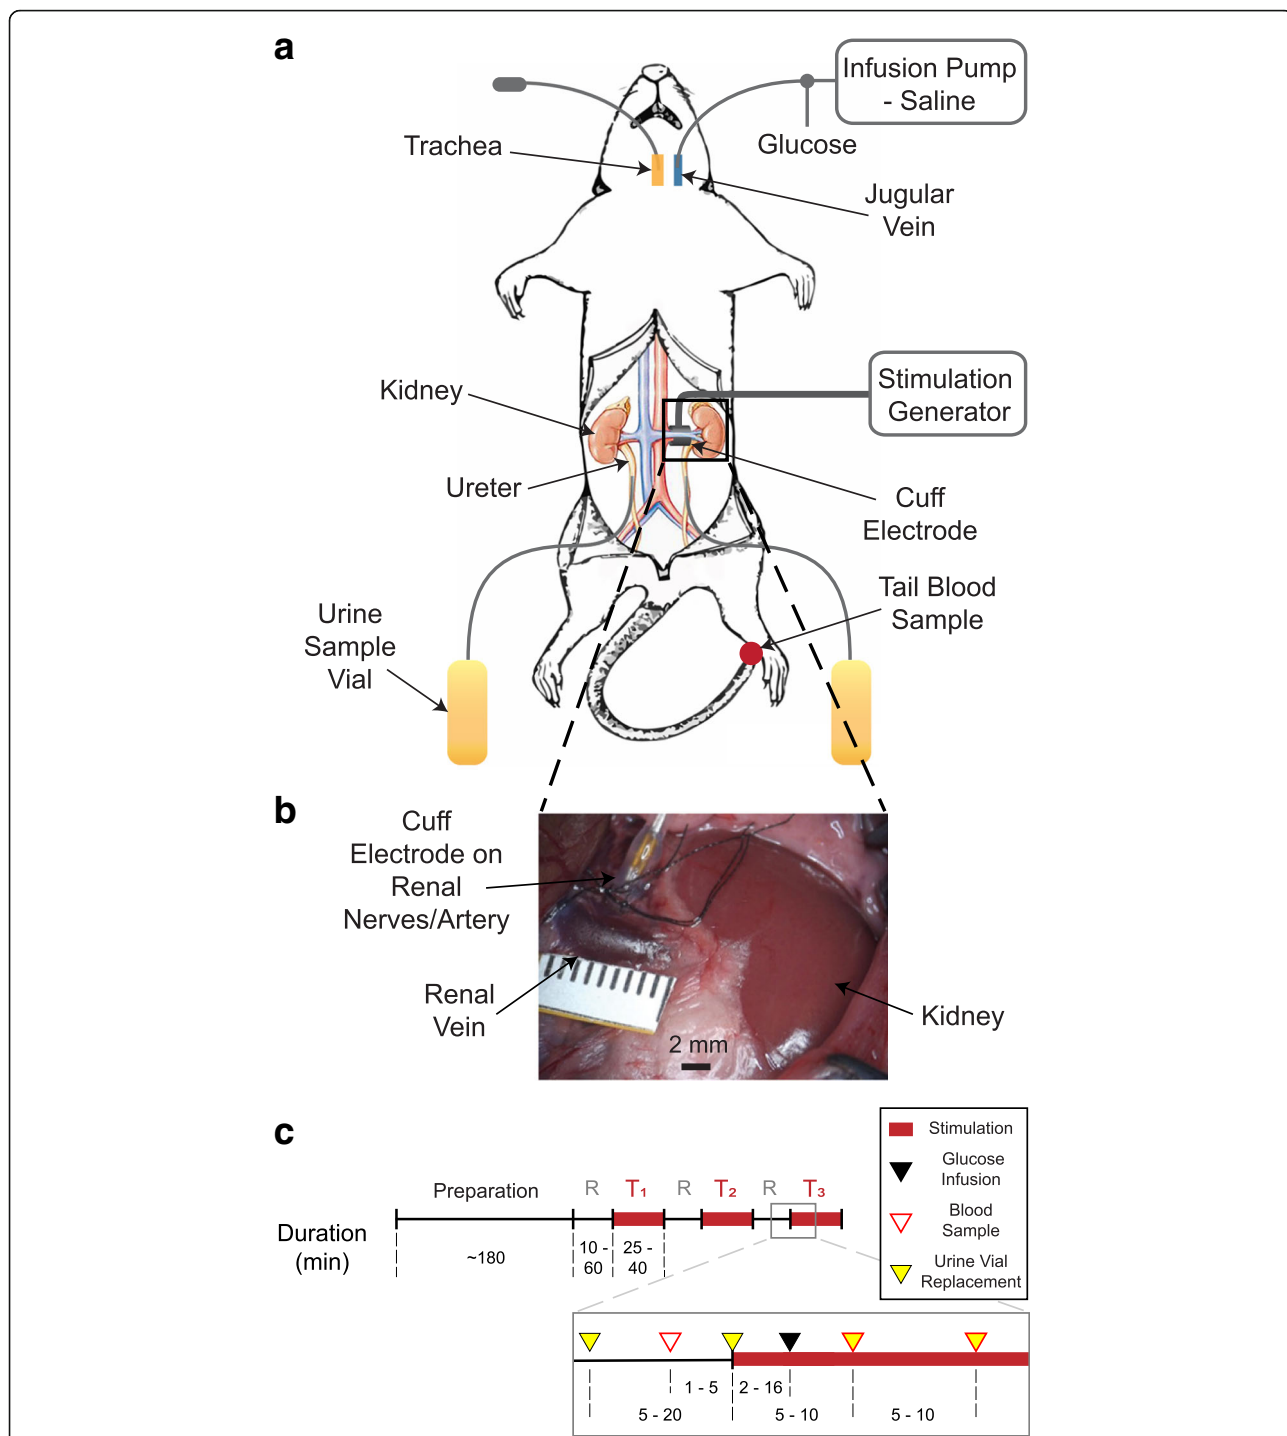 a
Infusion Pump
- Saline
Glucose
Trachea
Jugular
Vein
Kidney
Stimulation
Generator
Ureter
Cuff
Electrode
Tail Blood
Sample
Urine
Sample
Vial
b
Cuff
Electrode on
Renal
Nerves/Artery
Renal
Vein
Kidney
2 mm
c
Stimulation
Glucose
Infusion
Blood
Sample
Urine Vial
Replacement
Preparation R T1 R T2 R T3
Duration
(min)
~180
10 -
60
25 -
40
1 - 5 2 - 16
5 - 20 5 - 10 5 - 10